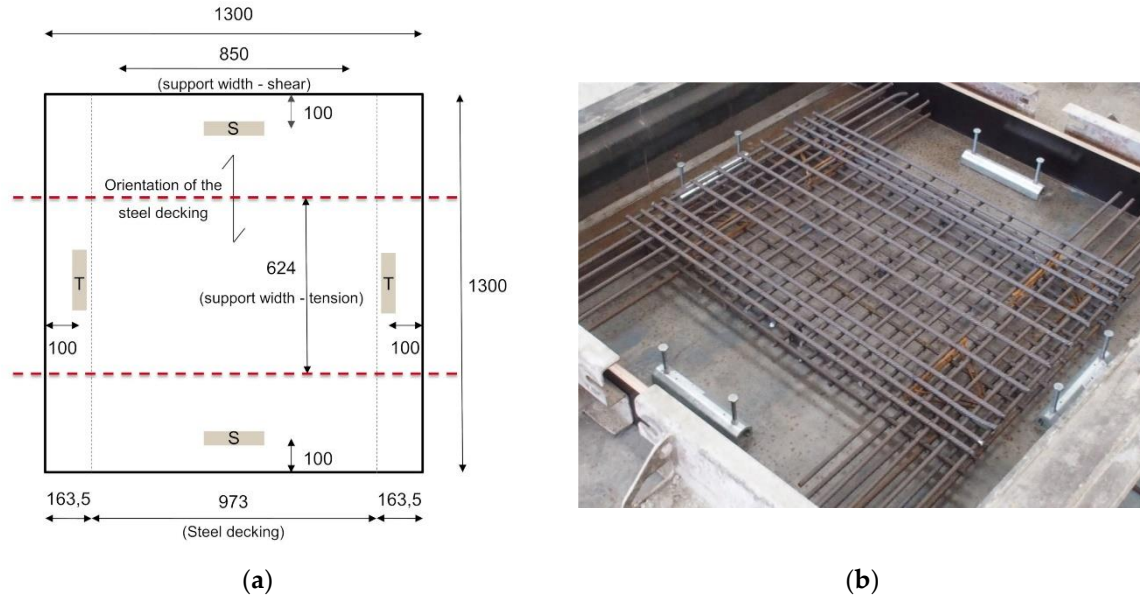 1300
850
(support width - shear)
100
S
Orientation of the
steel decking
T
624
T
(support width - tension)
1300
100
100
S
100
163,5
973
163,5
(Steel decking)
(a)
(b)